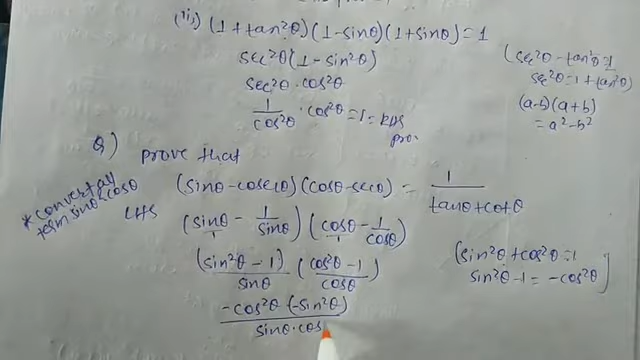 (iii) (1+tan²θ)(1-sinθ)(1+sinθ)=1
sec²θ(1-sin²θ)
sec²θ·cos²θ
1/cos²θ ·cos²θ=1=RHS
pro.
(sec²θ-tan²θ=1
sec²θ=1+tan²θ)
(a-b)(a+b)
=a²-b²
Q) prove that
(sinθ-cosecθ)(cosθ-secθ) = 1/(tanθ+cotθ)
*convert all
term sinθ & cosθ
LHS (sinθ/1 - 1/sinθ)(cosθ/1 - 1/cosθ)
(sin²θ-1)/sinθ (cos²θ-1)/cosθ
(sin²θ+cos²θ=1
sin²θ-1=-cos²θ)
-cos²θ(-sin²θ)/sinθ·cos